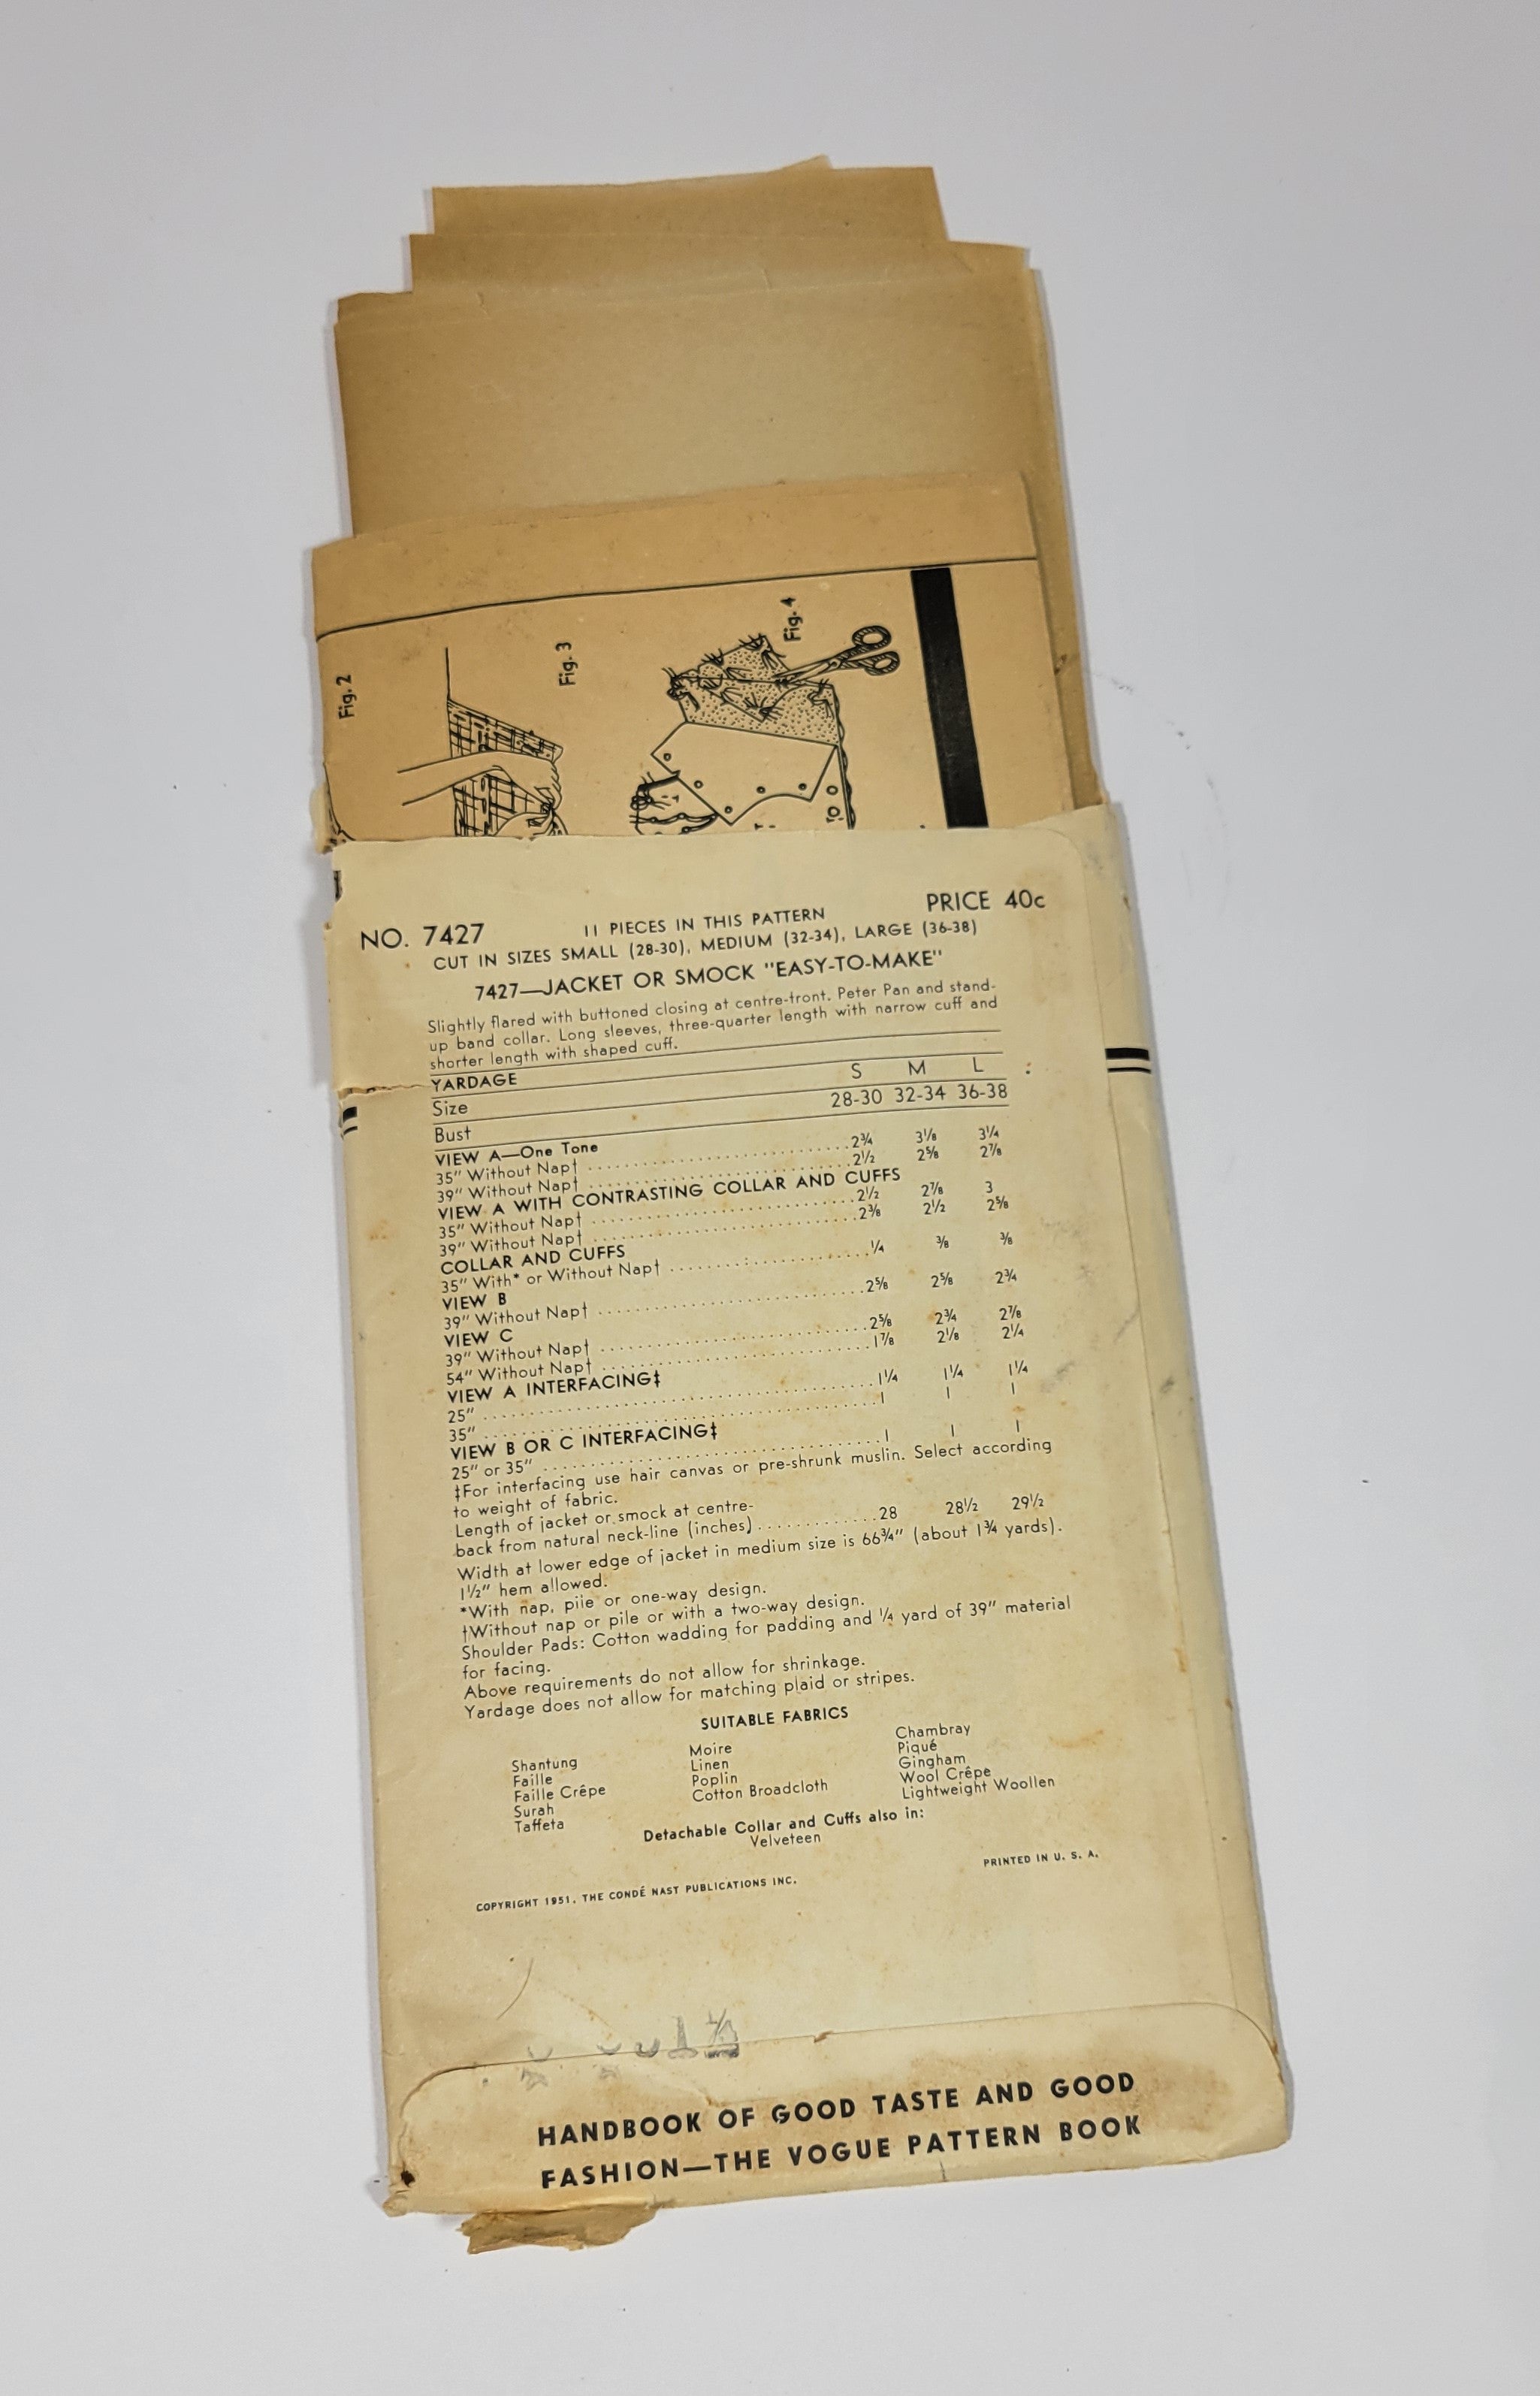 Fig. 2
Fig. 3
Fig. 4
TO
NO. 7427
11 PIECES IN THIS PATTERN
PRICE 40c
CUT IN SIZES SMALL (28-30), MEDIUM (32-34), LARGE (36-38)
7427—JACKET OR SMOCK "EASY-TO-MAKE"
Slightly flared with buttoned closing at centre-front. Peter Pan and stand-
up band collar. Long sleeves, three-quarter length with narrow cuff and
shorter length with shaped cuff.
YARDAGE
Size S M L
Bust 28-30 32-34 36-38
VIEW A—One Tone
35" Without Nap† 2¾ 3⅛ 3¼
39" Without Nap† 2½ 2⅝ 2⅞
VIEW A WITH CONTRASTING COLLAR AND CUFFS
35" Without Nap† 2½ 2⅞ 3
39" Without Nap† 2⅜ 2½ 2⅝
COLLAR AND CUFFS
35" With* or Without Nap† ¼ ⅜ ⅜
VIEW B
39" Without Nap† 2⅝ 2⅝ 2¾
VIEW C
39" Without Nap† 2⅝ 2¾ 2⅞
54" Without Nap† 1⅞ 2⅛ 2¼
VIEW A INTERFACING‡
25" 1¼ 1¼ 1¼
35" 1 1 1
VIEW B OR C INTERFACING‡
25" or 35" 1 1 1
‡For interfacing use hair canvas or pre-shrunk muslin. Select according
to weight of fabric.
Length of jacket or smock at centre-
back from natural neck-line (inches) 28 28½ 29½
Width at lower edge of jacket in medium size is 66¾" (about 1¾ yards).
1½" hem allowed.
*With nap, pile or one-way design.
†Without nap or pile or with a two-way design.
Shoulder Pads: Cotton wadding for padding and ¼ yard of 39" material
for facing.
Above requirements do not allow for shrinkage.
Yardage does not allow for matching plaid or stripes.
SUITABLE FABRICS
Shantung Moire Chambray
Faille Linen Piqué
Faille Crêpe Poplin Gingham
Surah Cotton Broadcloth Wool Crêpe
Taffeta Lightweight Woollen
Detachable Collar and Cuffs also in:
Velveteen
COPYRIGHT 1951, THE CONDÉ NAST PUBLICATIONS INC.
PRINTED IN U. S. A.
HANDBOOK OF GOOD TASTE AND GOOD
FASHION—THE VOGUE PATTERN BOOK